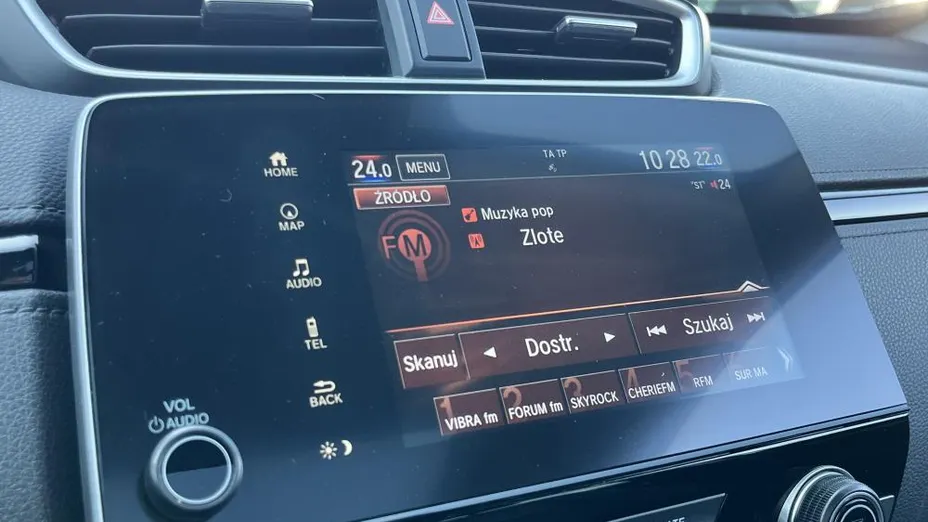 HOME
MAP
AUDIO
TEL
BACK
VOL
AUDIO
24.0 MENU TA TP 10 28 22.0
ŹRÓDŁO "ST" 24
FM
Muzyka pop
Zlote
Skanuj Dostr. Szukaj
1 VIBRA fm 2 FORUM fm 3 SKYROCK 4 CHERIEFM 5 RFM 6 SUR MA